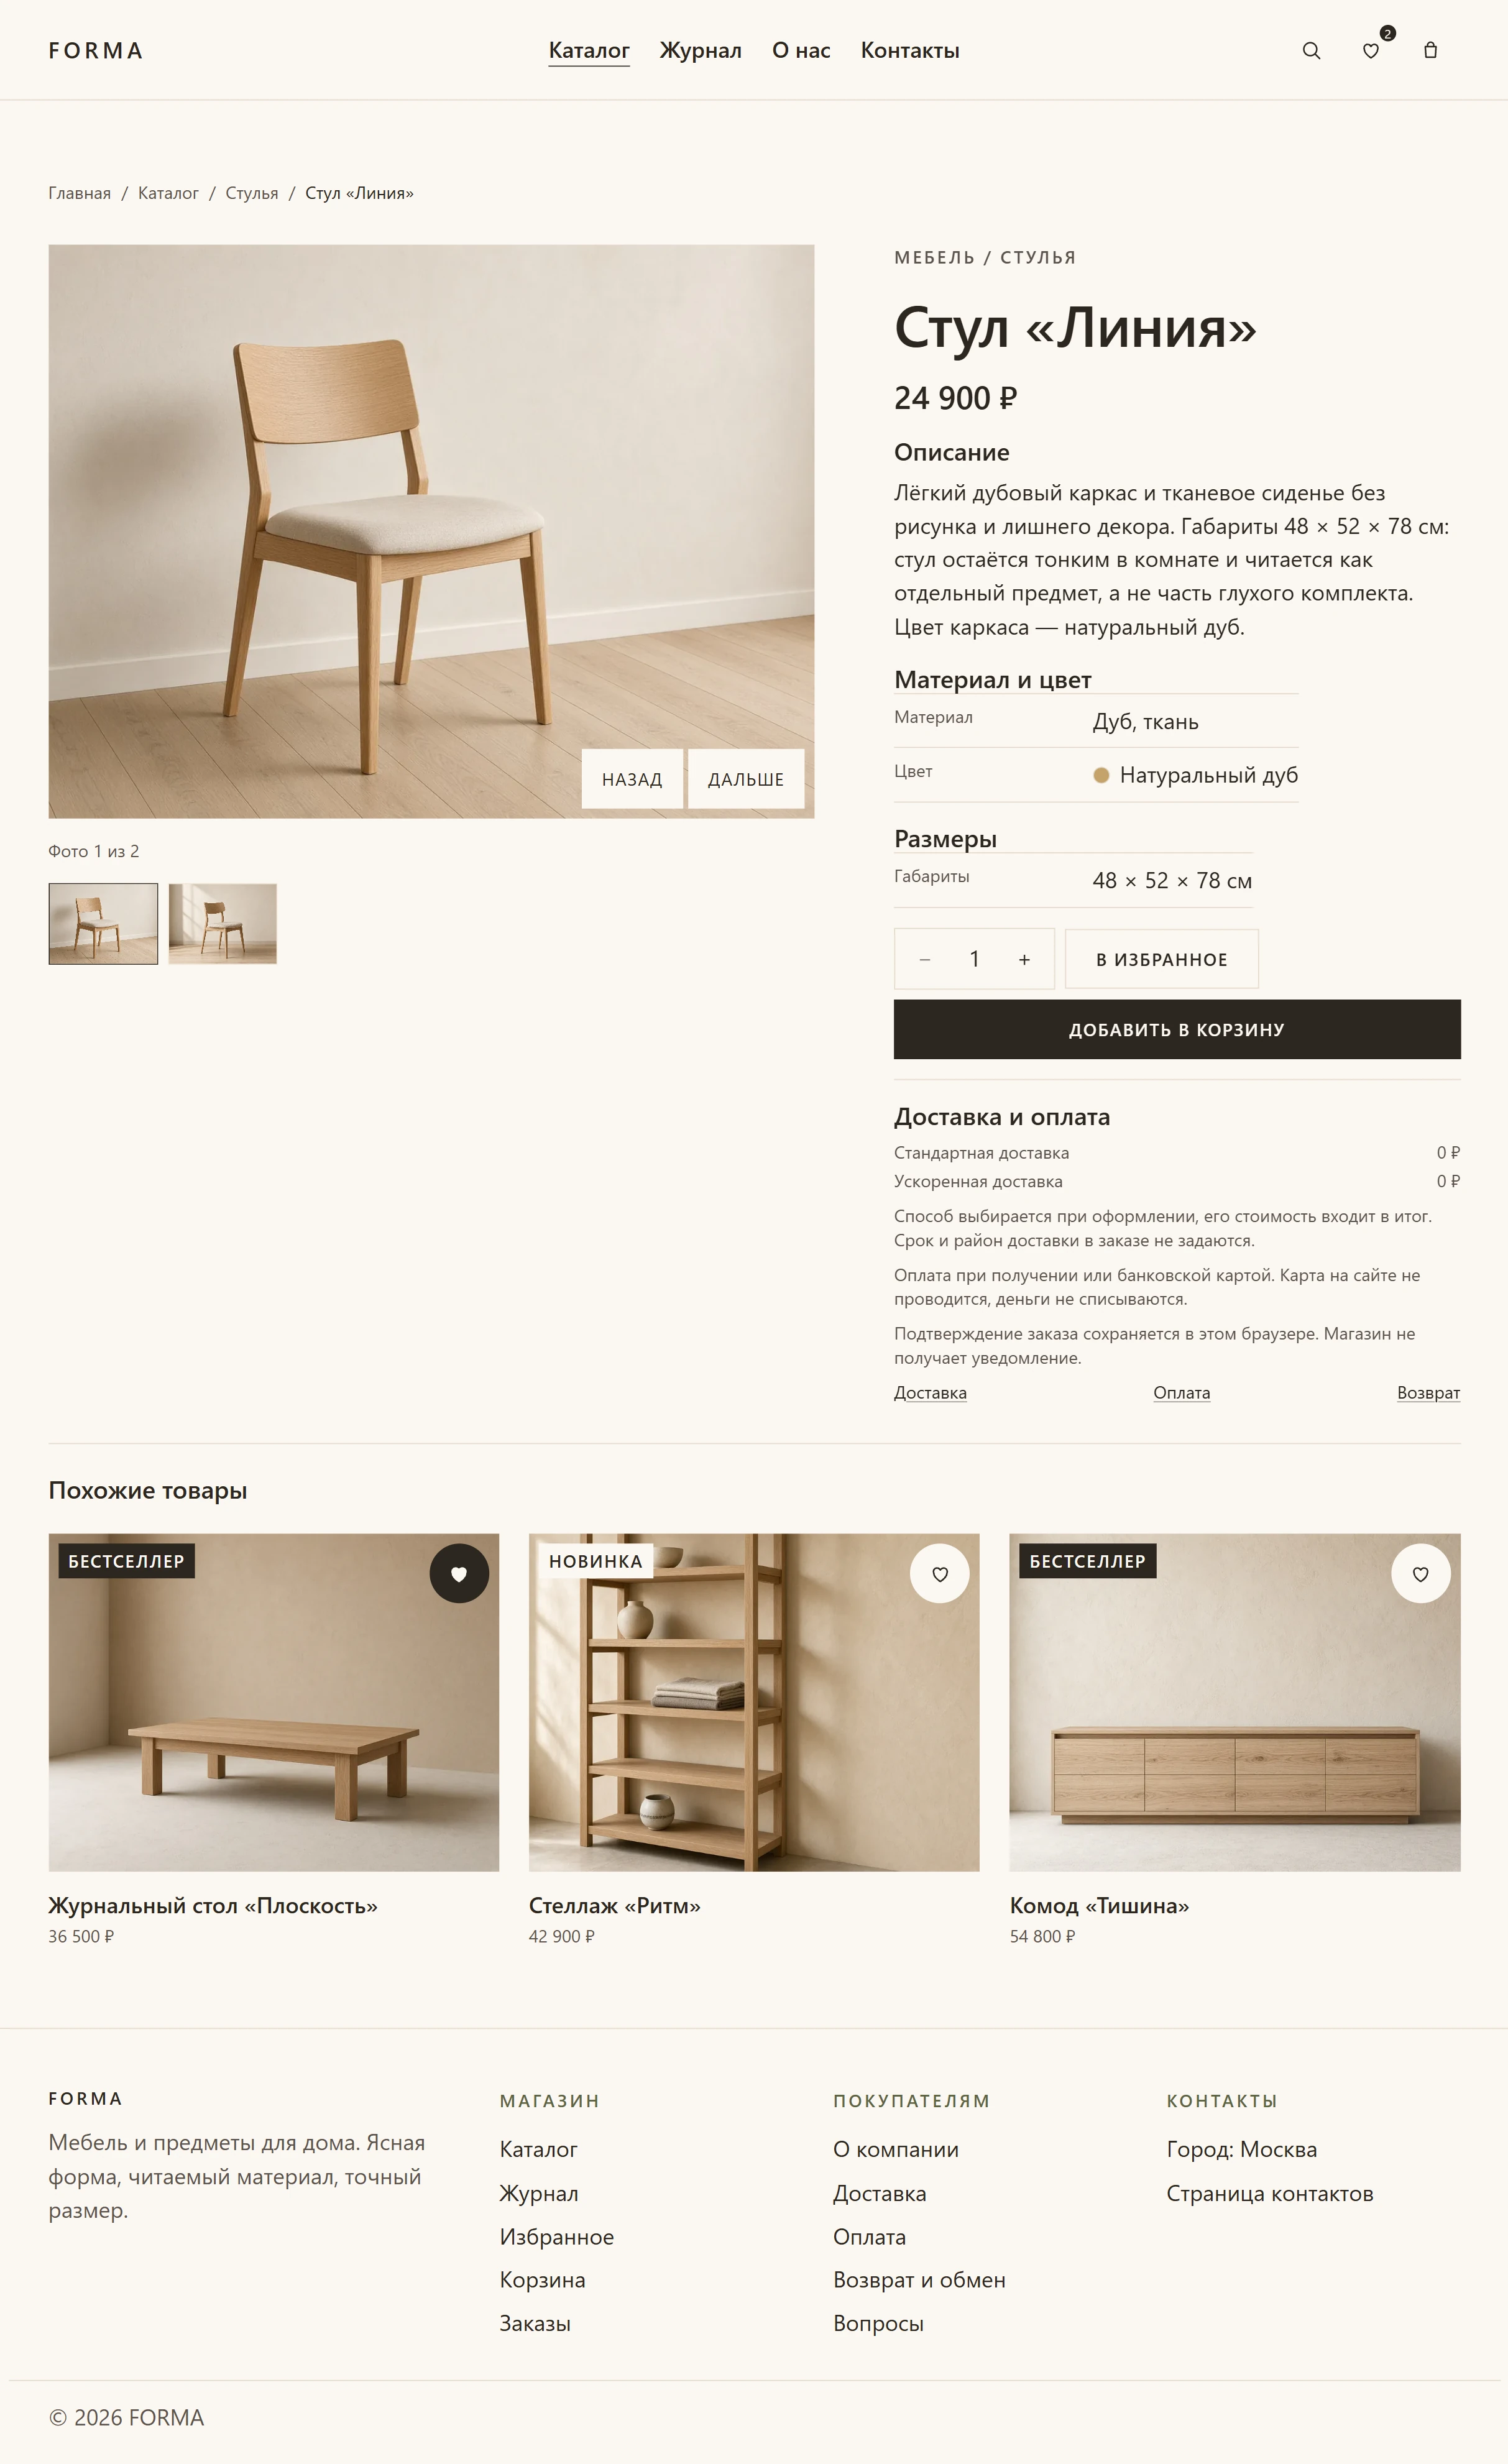 FORMA
Каталог Журнал О нас Контакты
2
Главная / Каталог / Стулья / Стул «Линия»
НАЗАД ДАЛЬШЕ
Фото 1 из 2
МЕБЕЛЬ / СТУЛЬЯ
Стул «Линия»
24 900 ₽
Описание
Лёгкий дубовый каркас и тканевое сиденье без
рисунка и лишнего декора. Габариты 48 × 52 × 78 см:
стул остаётся тонким в комнате и читается как
отдельный предмет, а не часть глухого комплекта.
Цвет каркаса — натуральный дуб.
Материал и цвет
Материал Дуб, ткань
Цвет Натуральный дуб
Размеры
Габариты 48 × 52 × 78 см
− 1 + В ИЗБРАННОЕ
ДОБАВИТЬ В КОРЗИНУ
Доставка и оплата
Стандартная доставка 0 ₽
Ускоренная доставка 0 ₽
Способ выбирается при оформлении, его стоимость входит в итог.
Срок и район доставки в заказе не задаются.
Оплата при получении или банковской картой. Карта на сайте не
проводится, деньги не списываются.
Подтверждение заказа сохраняется в этом браузере. Магазин не
получает уведомление.
Доставка Оплата Возврат
Похожие товары
БЕСТСЕЛЛЕР
НОВИНКА
БЕСТСЕЛЛЕР
Журнальный стол «Плоскость»
36 500 ₽
Стеллаж «Ритм»
42 900 ₽
Комод «Тишина»
54 800 ₽
FORMA
Мебель и предметы для дома. Ясная
форма, читаемый материал, точный
размер.
МАГАЗИН
Каталог
Журнал
Избранное
Корзина
Заказы
ПОКУПАТЕЛЯМ
О компании
Доставка
Оплата
Возврат и обмен
Вопросы
КОНТАКТЫ
Город: Москва
Страница контактов
© 2026 FORMA